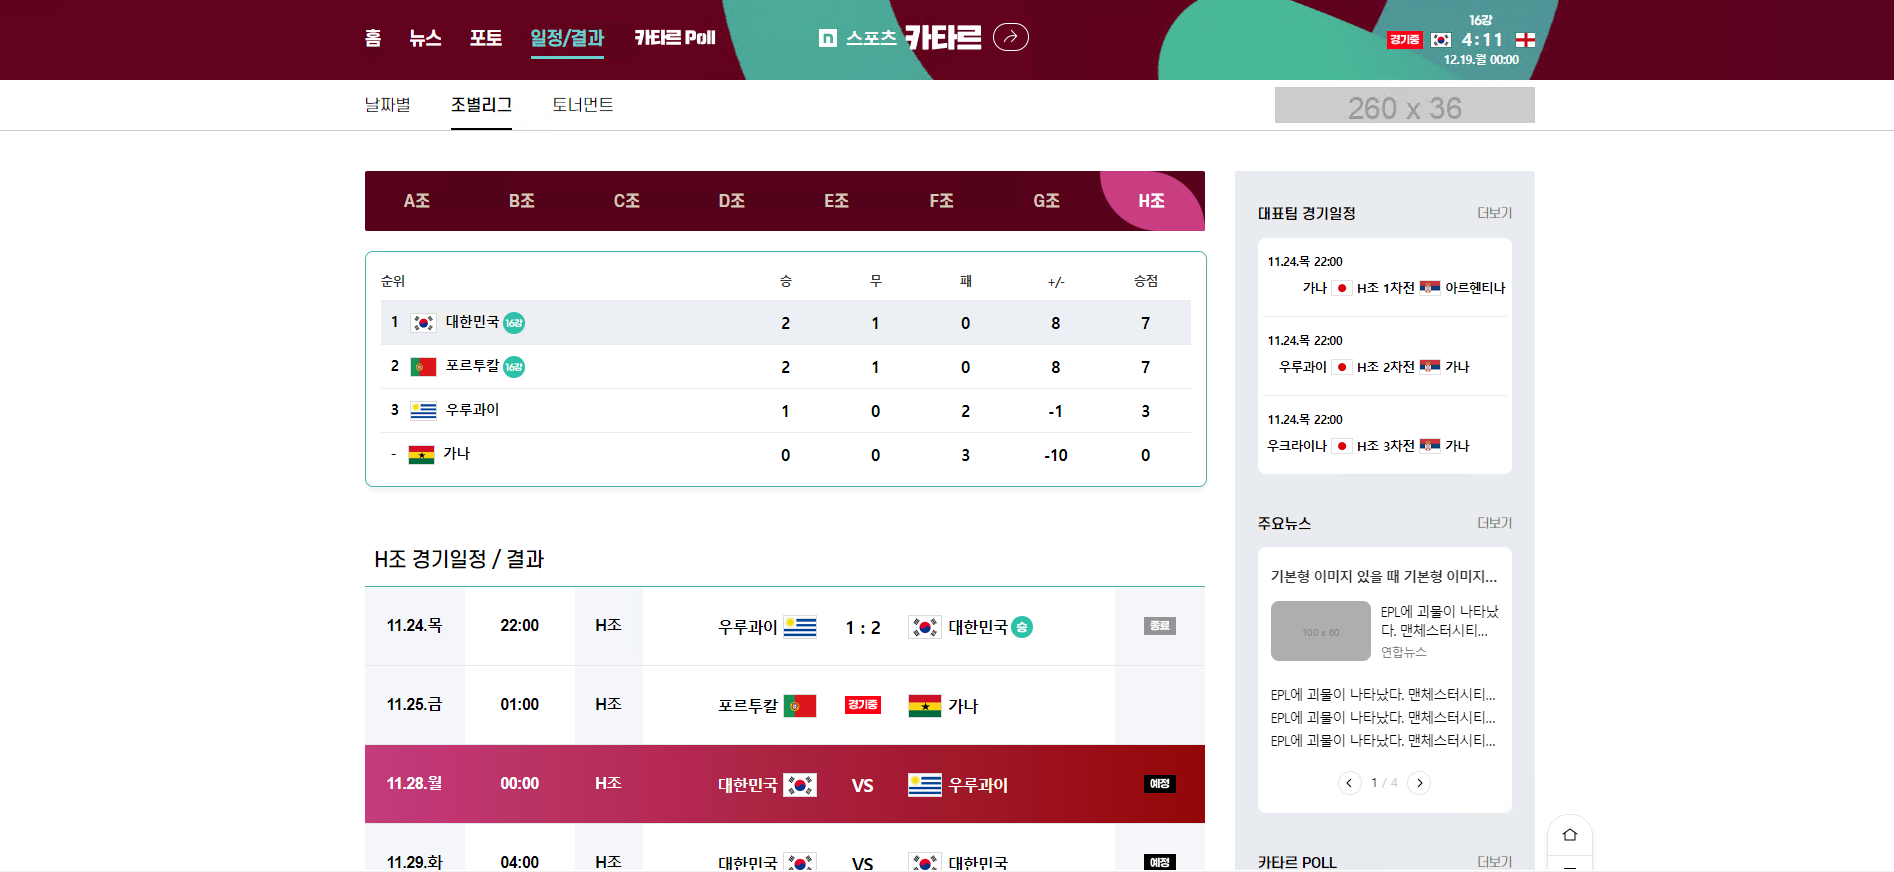 홈 뉴스 포토 일정/결과 카타르 Poll
n 스포츠 카타르
16강
경기중 4:11
12.19.월 00:00
날짜별 조별리그 토너먼트
260 x 36
A조 B조 C조 D조 E조 F조 G조 H조
순위 승 무 패 +/- 승점
1 대한민국 16강 2 1 0 8 7
2 포르투칼 16강 2 1 0 8 7
3 우루과이 1 0 2 -1 3
- 가나 0 0 3 -10 0
H조 경기일정 / 결과
11.24.목 22:00 H조 우루과이 1 : 2 대한민국 승 종료
11.25.금 01:00 H조 포르투칼 경기중 가나
11.28.월 00:00 H조 대한민국 VS 우루과이 예정
11.29.화 04:00 H조 대한민국 VS 대한민국 예정
대표팀 경기일정 더보기
11.24.목 22:00
가나 H조 1차전 아르헨티나
11.24.목 22:00
우루과이 H조 2차전 가나
11.24.목 22:00
우크라이나 H조 3차전 가나
주요뉴스 더보기
기본형 이미지 있을 때 기본형 이미지...
100 x 60
EPL에 괴물이 나타났
다. 맨체스터시티...
연합뉴스
EPL에 괴물이 나타났다. 맨체스터시티...
EPL에 괴물이 나타났다. 맨체스터시티...
EPL에 괴물이 나타났다. 맨체스터시티...
1 / 4
카타르 POLL 더보기